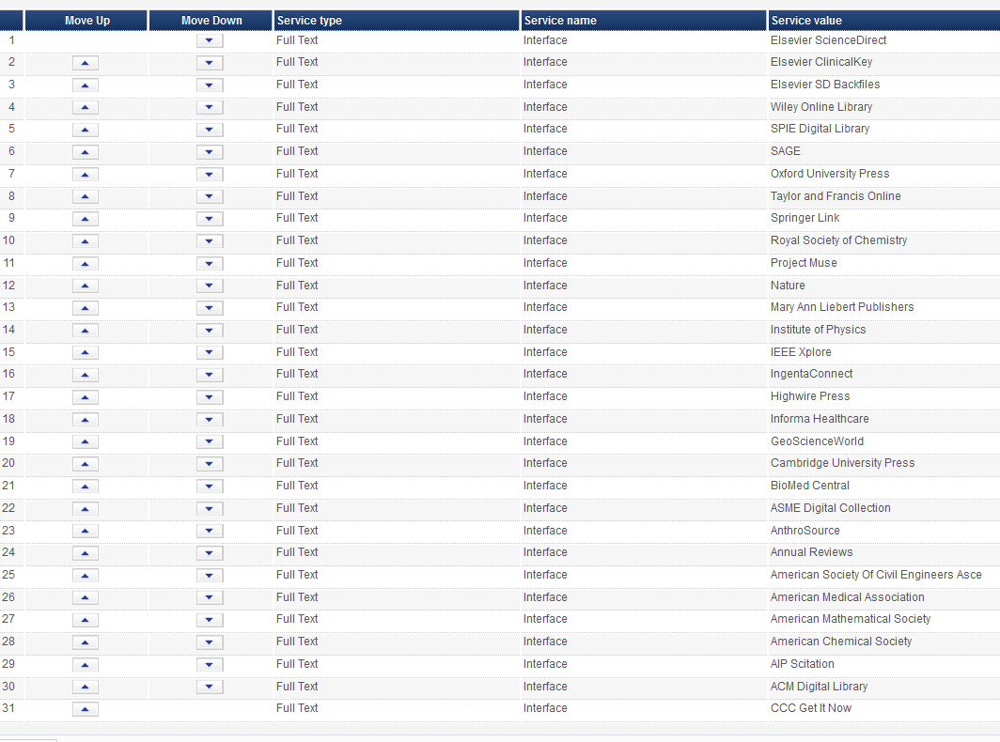 Move Up Move Down Service type Service name Service value
1 Full Text Interface Elsevier ScienceDirect
2 Full Text Interface Elsevier ClinicalKey
3 Full Text Interface Elsevier SD Backfiles
4 Full Text Interface Wiley Online Library
5 Full Text Interface SPIE Digital Library
6 Full Text Interface SAGE
7 Full Text Interface Oxford University Press
8 Full Text Interface Taylor and Francis Online
9 Full Text Interface Springer Link
10 Full Text Interface Royal Society of Chemistry
11 Full Text Interface Project Muse
12 Full Text Interface Nature
13 Full Text Interface Mary Ann Liebert Publishers
14 Full Text Interface Institute of Physics
15 Full Text Interface IEEE Xplore
16 Full Text Interface IngentaConnect
17 Full Text Interface Highwire Press
18 Full Text Interface Informa Healthcare
19 Full Text Interface GeoScienceWorld
20 Full Text Interface Cambridge University Press
21 Full Text Interface BioMed Central
22 Full Text Interface ASME Digital Collection
23 Full Text Interface AnthroSource
24 Full Text Interface Annual Reviews
25 Full Text Interface American Society Of Civil Engineers Asce
26 Full Text Interface American Medical Association
27 Full Text Interface American Mathematical Society
28 Full Text Interface American Chemical Society
29 Full Text Interface AIP Scitation
30 Full Text Interface ACM Digital Library
31 Full Text Interface CCC Get It Now